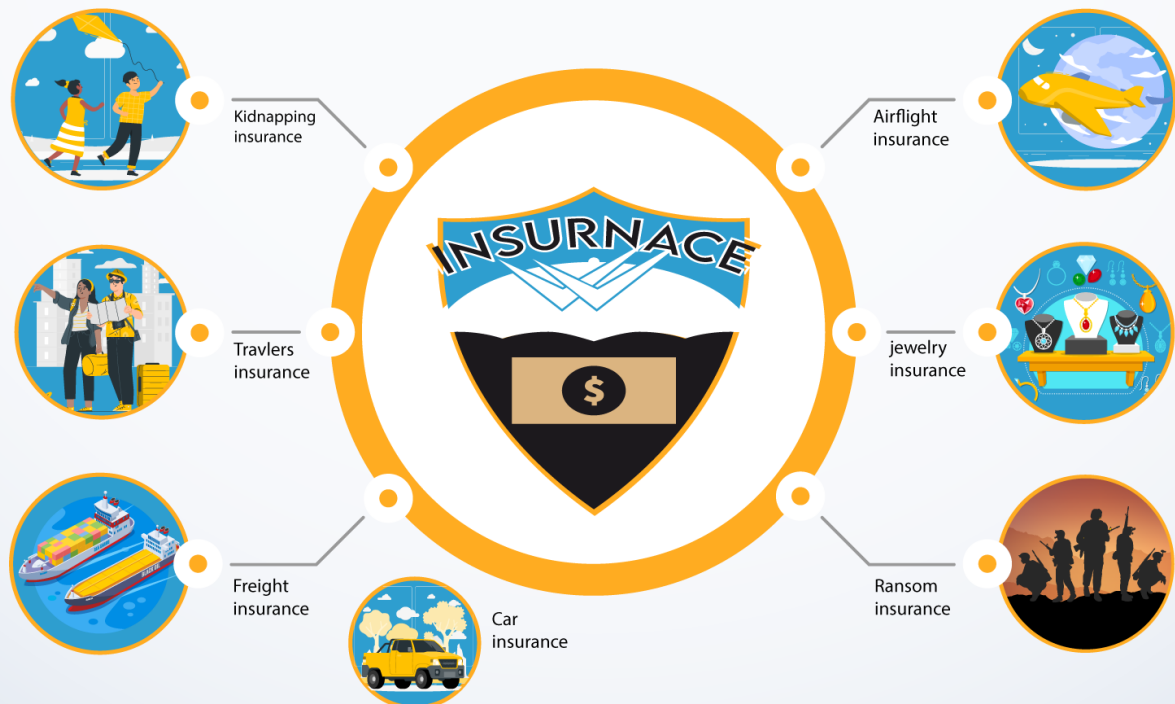 Kidnapping
insurance
Airflight
insurance
INSURNACE
$
Travlers
insurance
jewelry
insurance
Freight
insurance
Ransom
insurance
Car
insurance